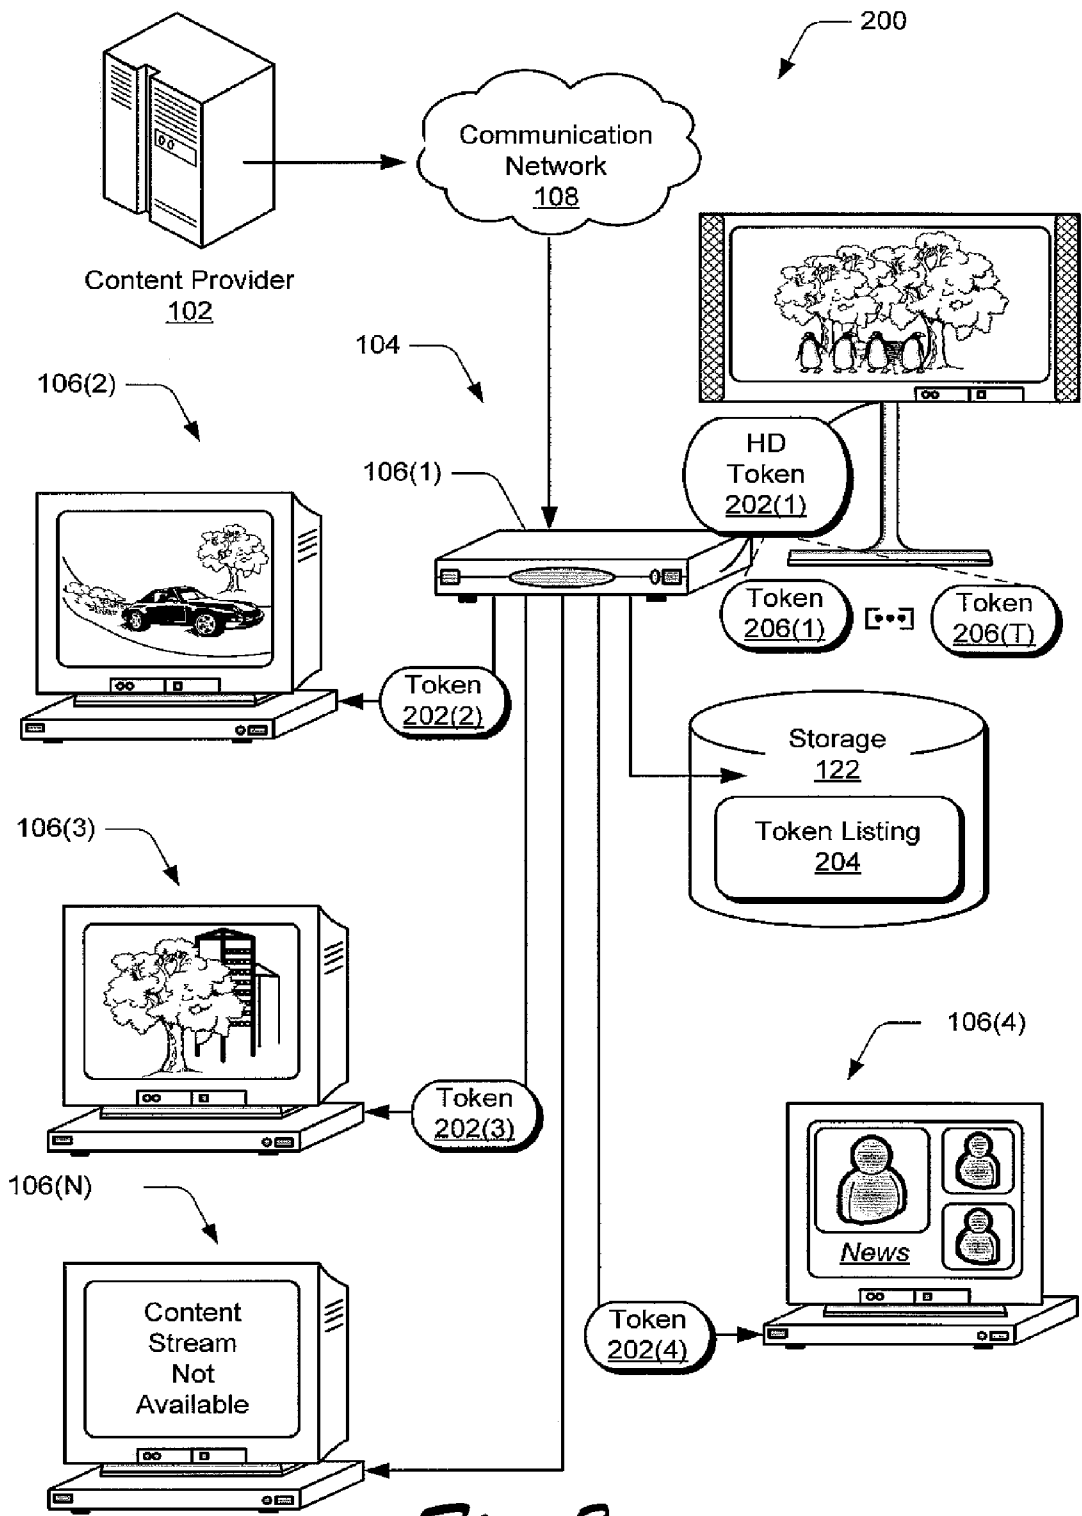 200
Communication
Network
108
Content Provider
102
104
106(2)
106(1)
HD
Token
202(1)
Token
206(1)
[•••]
Token
206(T)
Token
202(2)
Storage
122
Token Listing
204
106(3)
Token
202(3)
106(4)
News
Token
202(4)
106(N)
Content
Stream
Not
Available